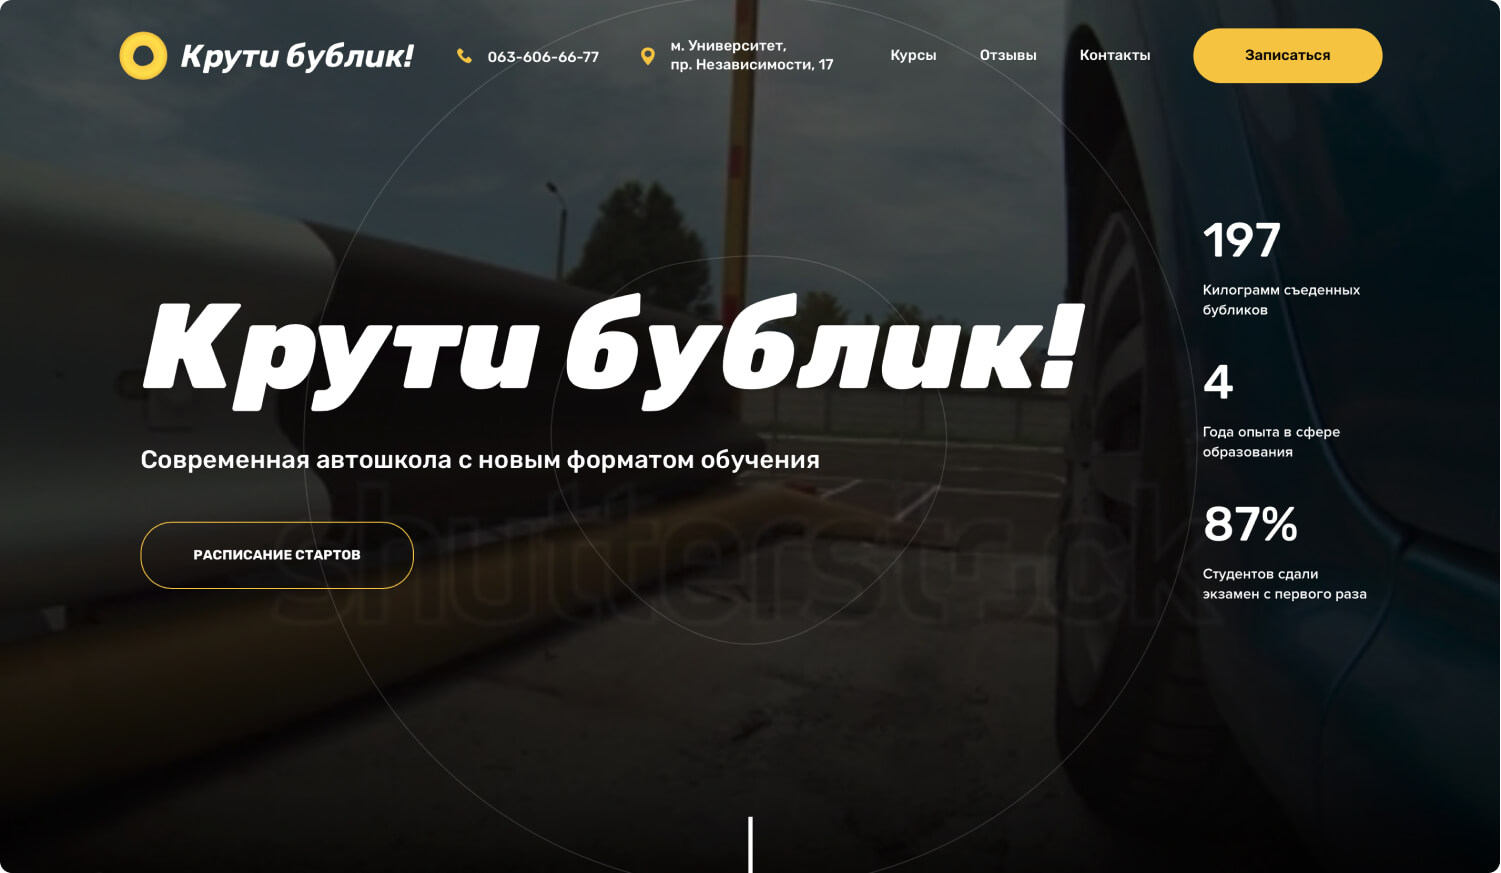 Крути бублик!
063-606-66-77
м. Университет,
пр. Независимости, 17
Курсы
Отзывы
Контакты
Записаться
Крути бублик!
Современная автошкола с новым форматом обучения
РАСПИСАНИЕ СТАРТОВ
197
Килограмм съеденных
бубликов
4
Года опыта в сфере
образования
87%
Студентов сдали
экзамен с первого раза
shutterstock